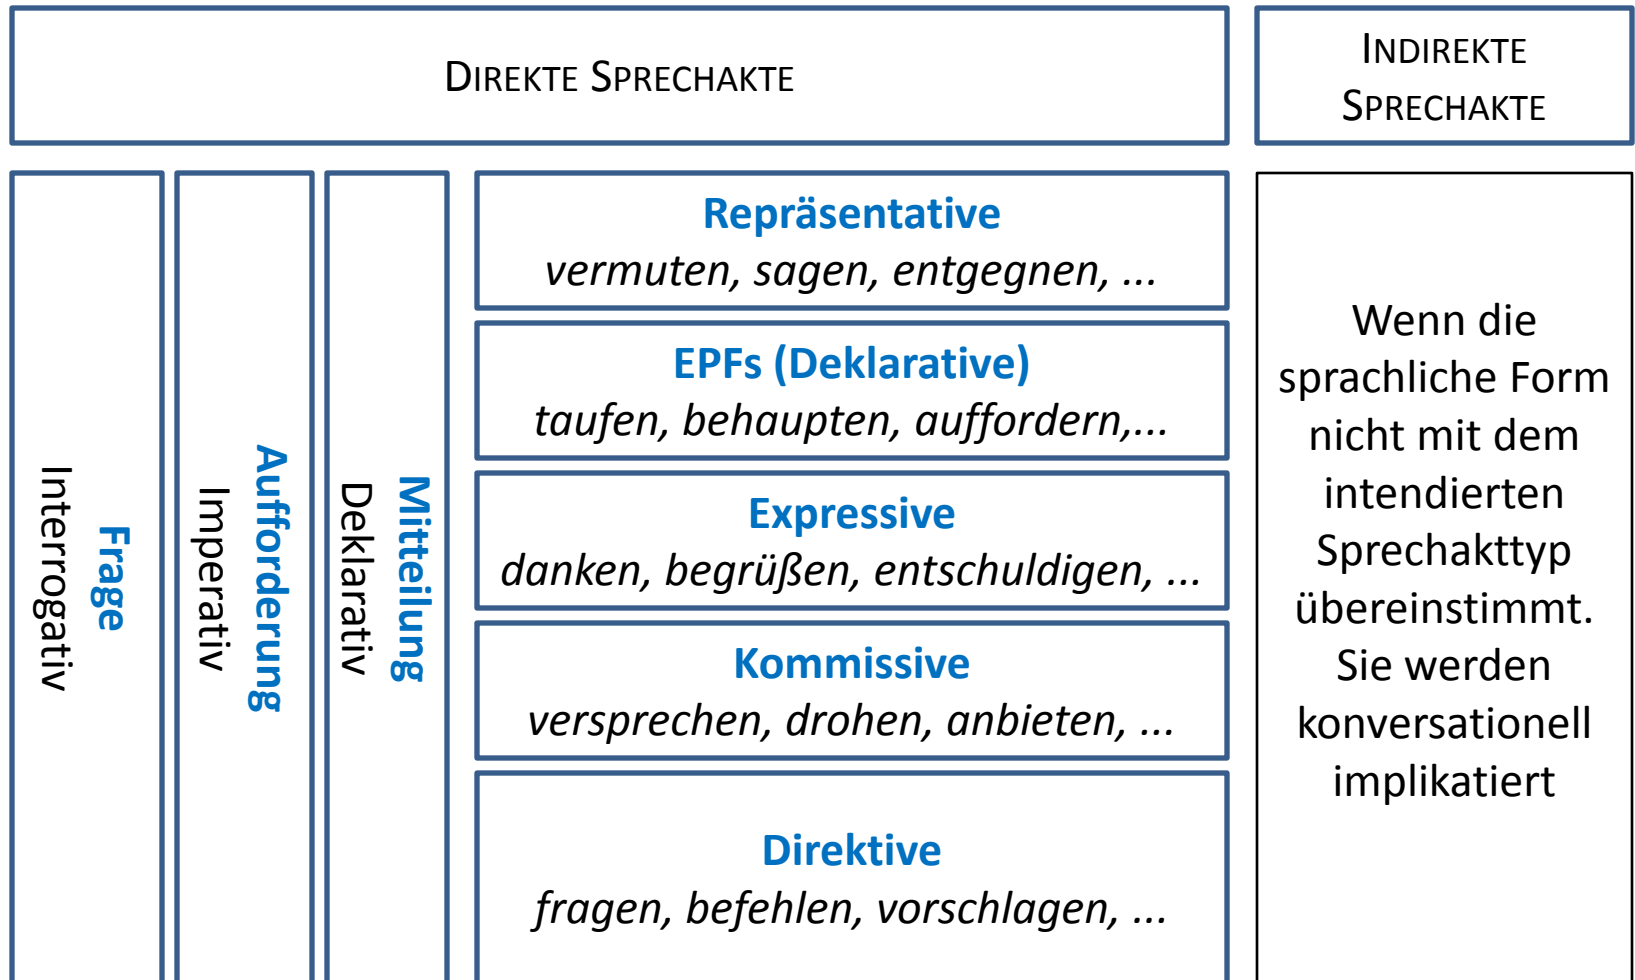 DIREKTE SPRECHAKTE
INDIREKTE
SPRECHAKTE
Frage
Interrogativ
Aufforderung
Imperativ
Mitteilung
Deklarativ
Repräsentative
vermuten, sagen, entgegnen, ...
EPFs (Deklarative)
taufen, behaupten, auffordern,...
Expressive
danken, begrüßen, entschuldigen, ...
Kommissive
versprechen, drohen, anbieten, ...
Direktive
fragen, befehlen, vorschlagen, ...
Wenn die
sprachliche Form
nicht mit dem
intendierten
Sprechakttyp
übereinstimmt.
Sie werden
konversationell
implikatiert